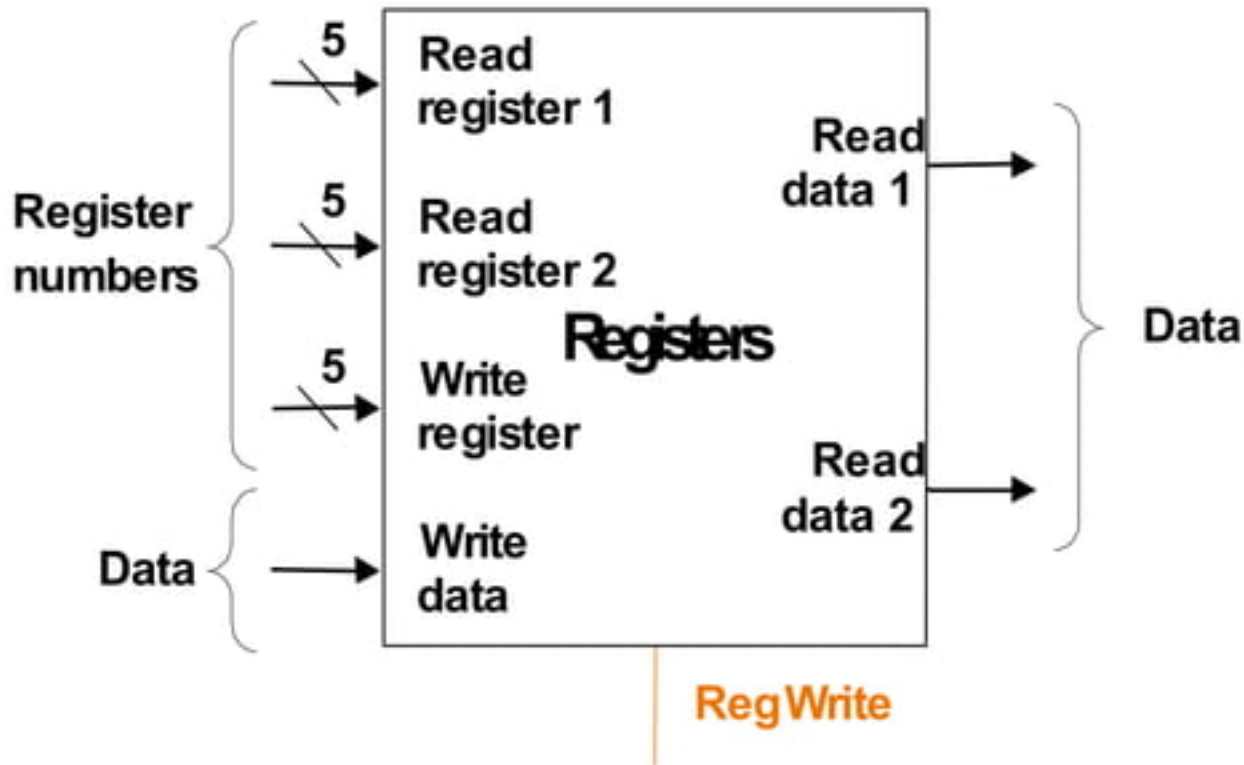 5
Read
register 1
Read
data 1
5
Register
numbers
Read
register 2
Registers
Data
5
Write
register
Read
data 2
Data
Write
data
RegWrite